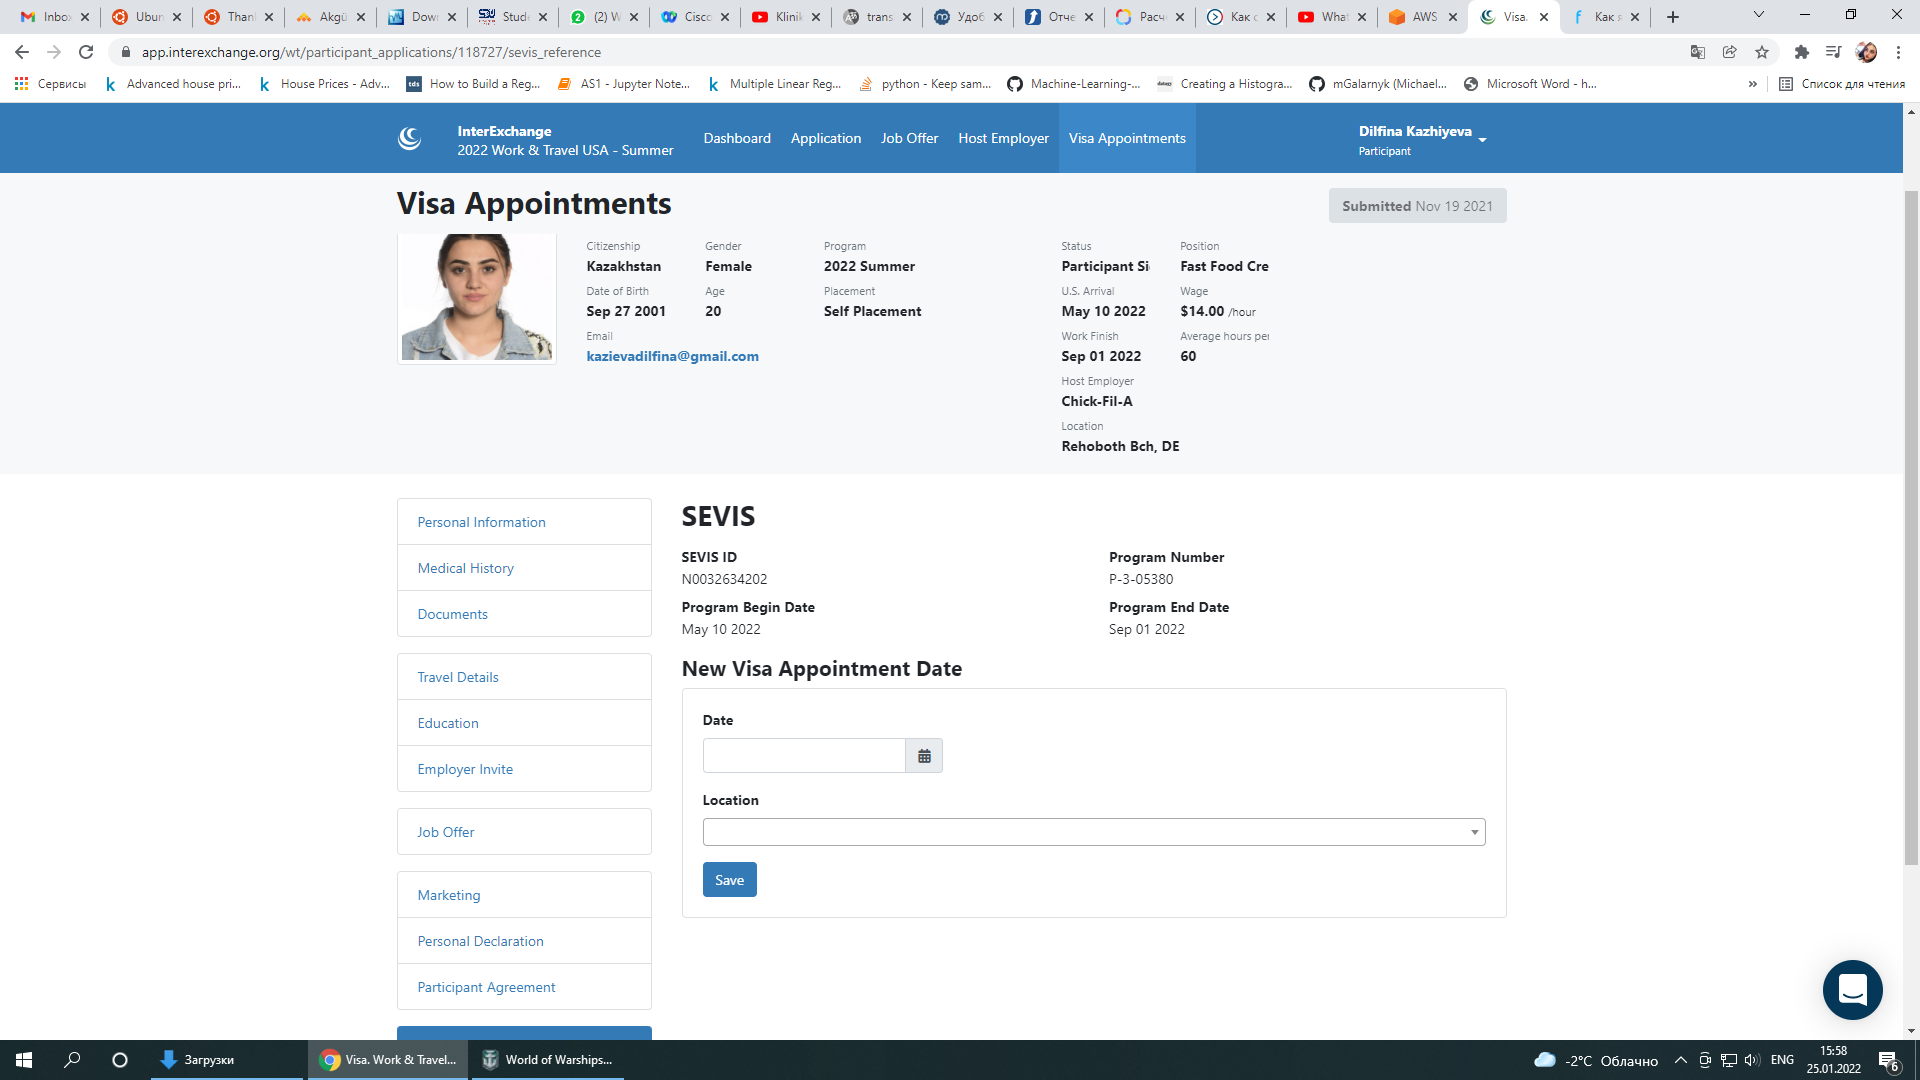 Inbo
Ubun
Than
Akgü
Dow
Stud
(2) W
Cisco
Klinik
trans
Удоб
Отче
Расч
Как с
What
AWS
Visa.
Как я
app.interexchange.org/wt/participant_applications/118727/sevis_reference
Сервисы
Advanced house pri...
House Prices - Adv...
How to Build a Reg...
AS1 - Jupyter Note...
Multiple Linear Reg...
python - Keep sam...
Machine-Learning-...
Creating a Histogra...
mGalarnyk (Michael...
Microsoft Word - h...
»
Список для чтения
InterExchange
2022 Work & Travel USA - Summer
Dashboard
Application
Job Offer
Host Employer
Visa Appointments
Dilfina Kazhiyeva
Participant
Visa Appointments
Submitted Nov 19 2021
Citizenship
Kazakhstan
Gender
Female
Program
2022 Summer
Date of Birth
Sep 27 2001
Age
20
Placement
Self Placement
Email
kazievadilfina@gmail.com
Status
Participant Si
Position
Fast Food Cre
U.S. Arrival
May 10 2022
Wage
$14.00 /hour
Work Finish
Sep 01 2022
Average hours per
60
Host Employer
Chick-Fil-A
Location
Rehoboth Bch, DE
Personal Information
Medical History
Documents
Travel Details
Education
Employer Invite
Job Offer
Marketing
Personal Declaration
Participant Agreement
SEVIS
SEVIS ID
N0032634202
Program Number
P-3-05380
Program Begin Date
May 10 2022
Program End Date
Sep 01 2022
New Visa Appointment Date
Date
Location
Save
Загрузки
Visa. Work & Travel...
World of Warships...
-2°C Облачно
ENG
15:58
25.01.2022
6